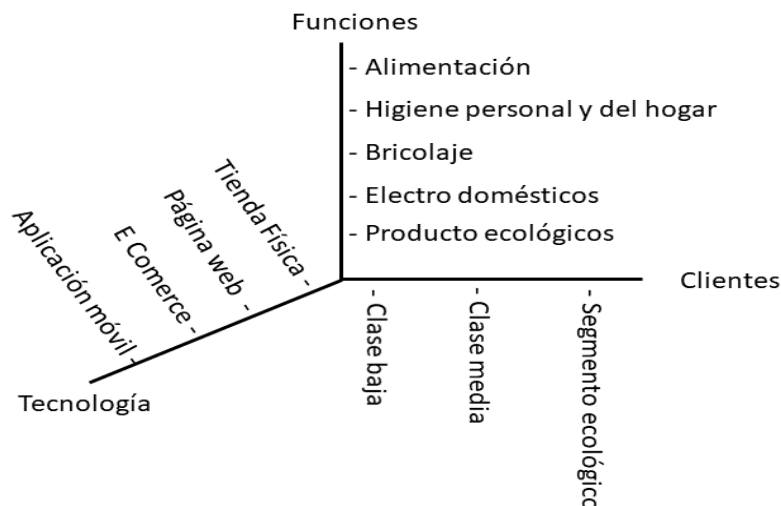 Funciones
- Alimentación
- Higiene personal y del hogar
- Bricolaje
- Electro domésticos
- Producto ecológicos
Tienda Física -
Página web -
E Comerce -
Aplicación móvil -
Tecnología
Clientes
- Clase baja
- Clase media
- Segmento ecológico